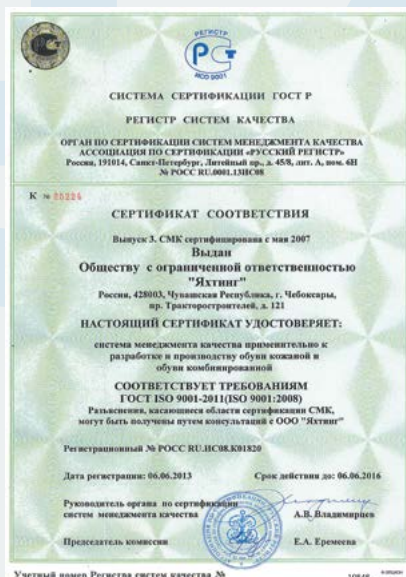 РЕГИСТР
РСТ
ИСО 9001
СИСТЕМА СЕРТИФИКАЦИИ ГОСТ Р
РЕГИСТР СИСТЕМ КАЧЕСТВА
ОРГАН ПО СЕРТИФИКАЦИИ СИСТЕМ МЕНЕДЖМЕНТА КАЧЕСТВА
АССОЦИАЦИЯ ПО СЕРТИФИКАЦИИ «РУССКИЙ РЕГИСТР»
Россия, 191014, Санкт-Петербург, Литейный пр., д. 45/8, лит. А, пом. 6Н
№ РОСС RU.0001.13ИС08
К № 25224
СЕРТИФИКАТ СООТВЕТСТВИЯ
Выпуск 3. СМК сертифицирована с мая 2007
Выдан
Обществу с ограниченной ответственностью
"Яхтинг"
Россия, 428003, Чувашская Республика, г. Чебоксары,
пр. Тракторостроителей, д. 121
НАСТОЯЩИЙ СЕРТИФИКАТ УДОСТОВЕРЯЕТ:
система менеджмента качества применительно к
разработке и производству обуви кожаной и
обуви комбинированной
СООТВЕТСТВУЕТ ТРЕБОВАНИЯМ
ГОСТ ISO 9001-2011(ISO 9001:2008)
Разъяснения, касающиеся области сертификации СМК,
могут быть получены путем консультаций с ООО "Яхтинг"
Регистрационный № РОСС RU.ИС08.К01820
Дата регистрации: 06.06.2013 Срок действия до: 06.06.2016
Руководитель органа по сертификации
систем менеджмента качества А.В. Владимирцев
Председатель комиссии Е.А. Еремеева
Учетный номер Регистра систем качества №